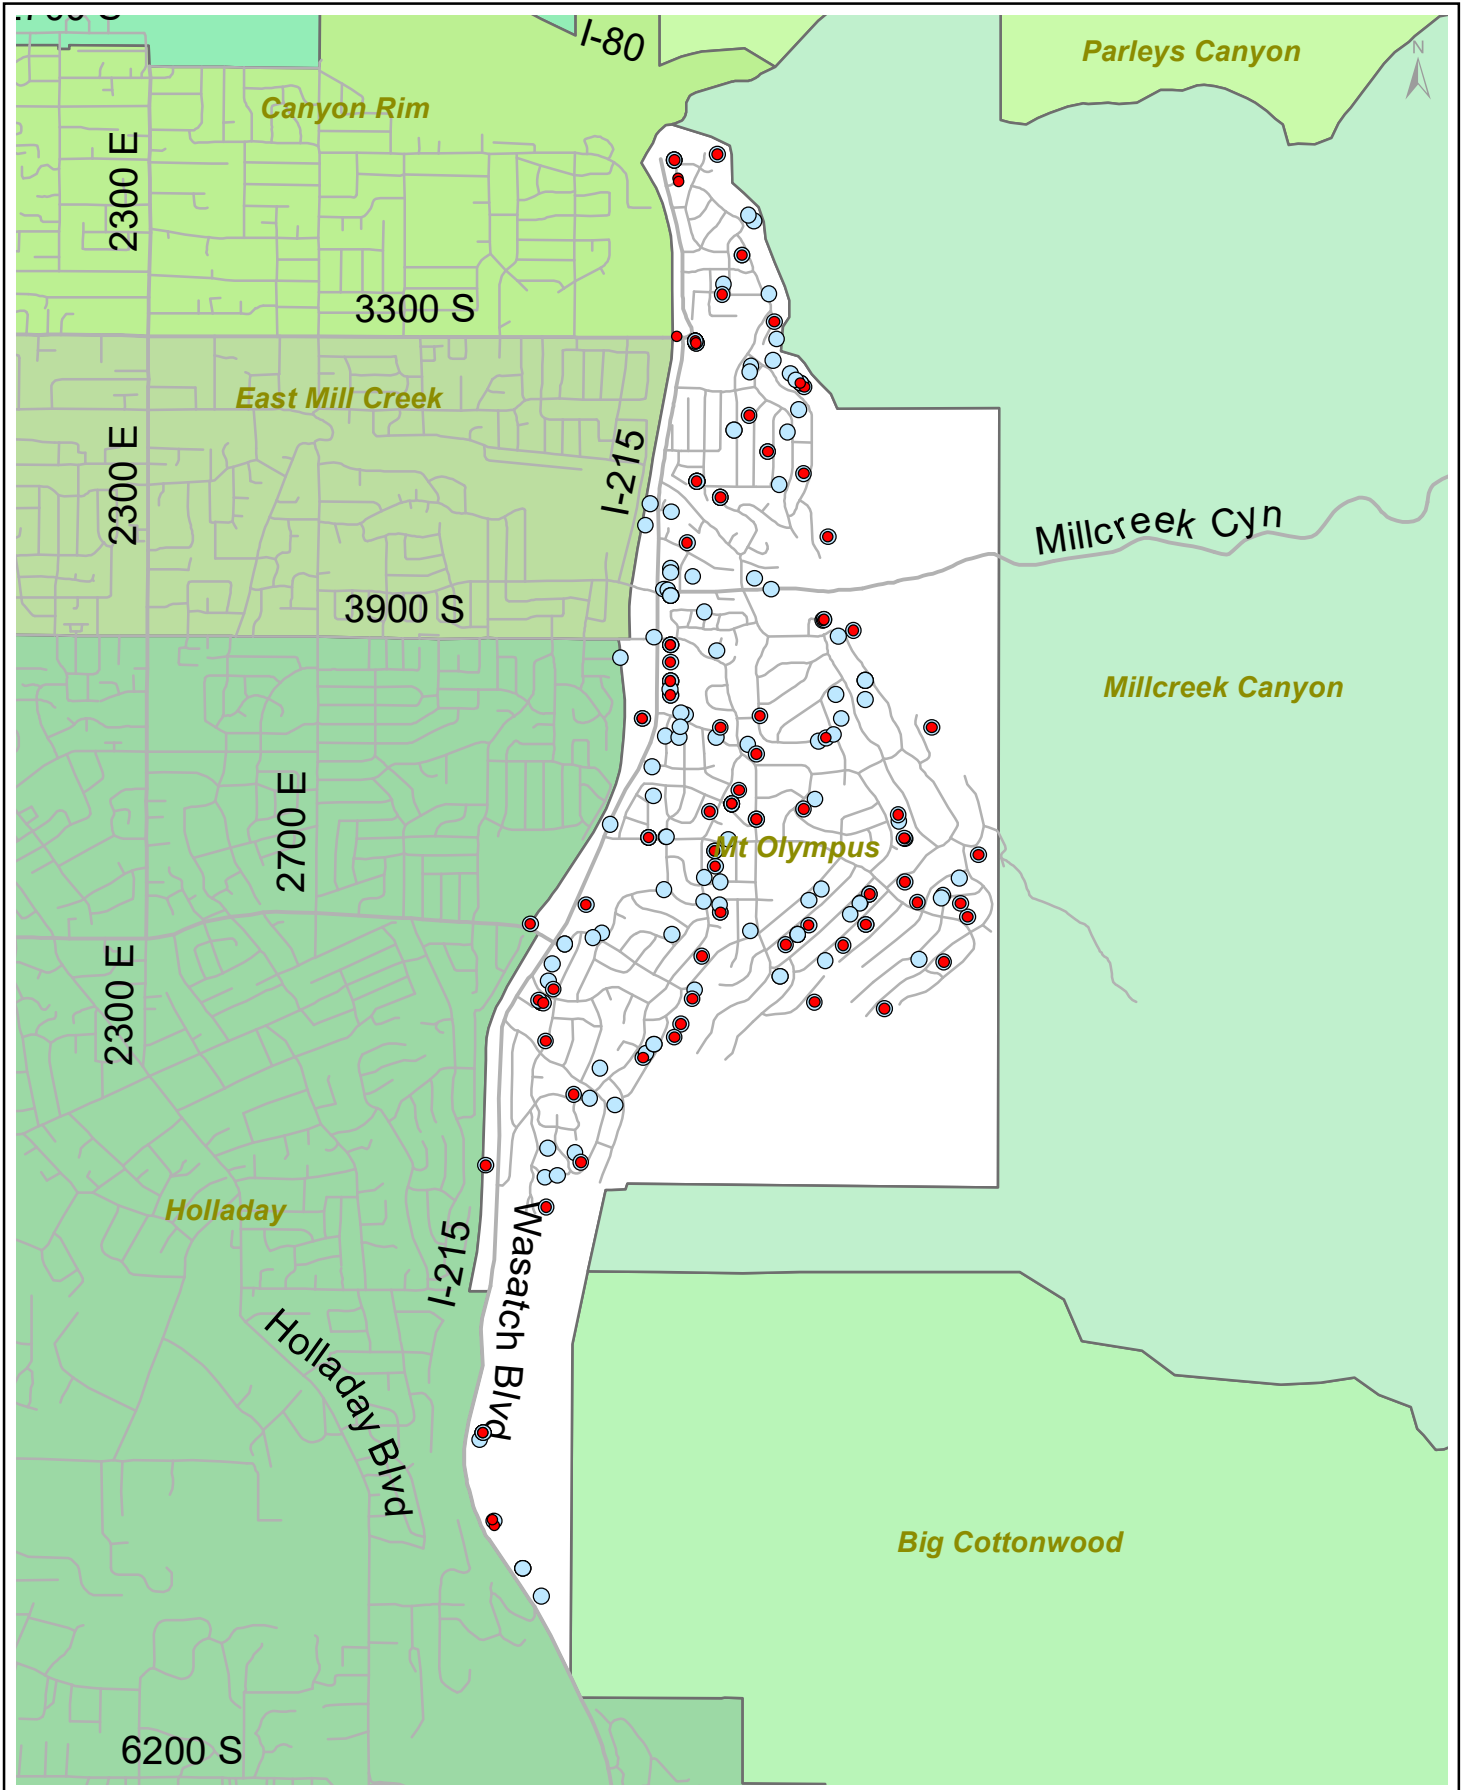 I-80
Parleys Canyon
N
Canyon Rim
2300 E
3300 S
East Mill Creek
2300 E
I-215
Millcreek Cyn
3900 S
Millcreek Canyon
2700 E
Mt Olympus
2300 E
Holladay
I-215
Wasatch Blvd
Holladay Blvd
Big Cottonwood
6200 S